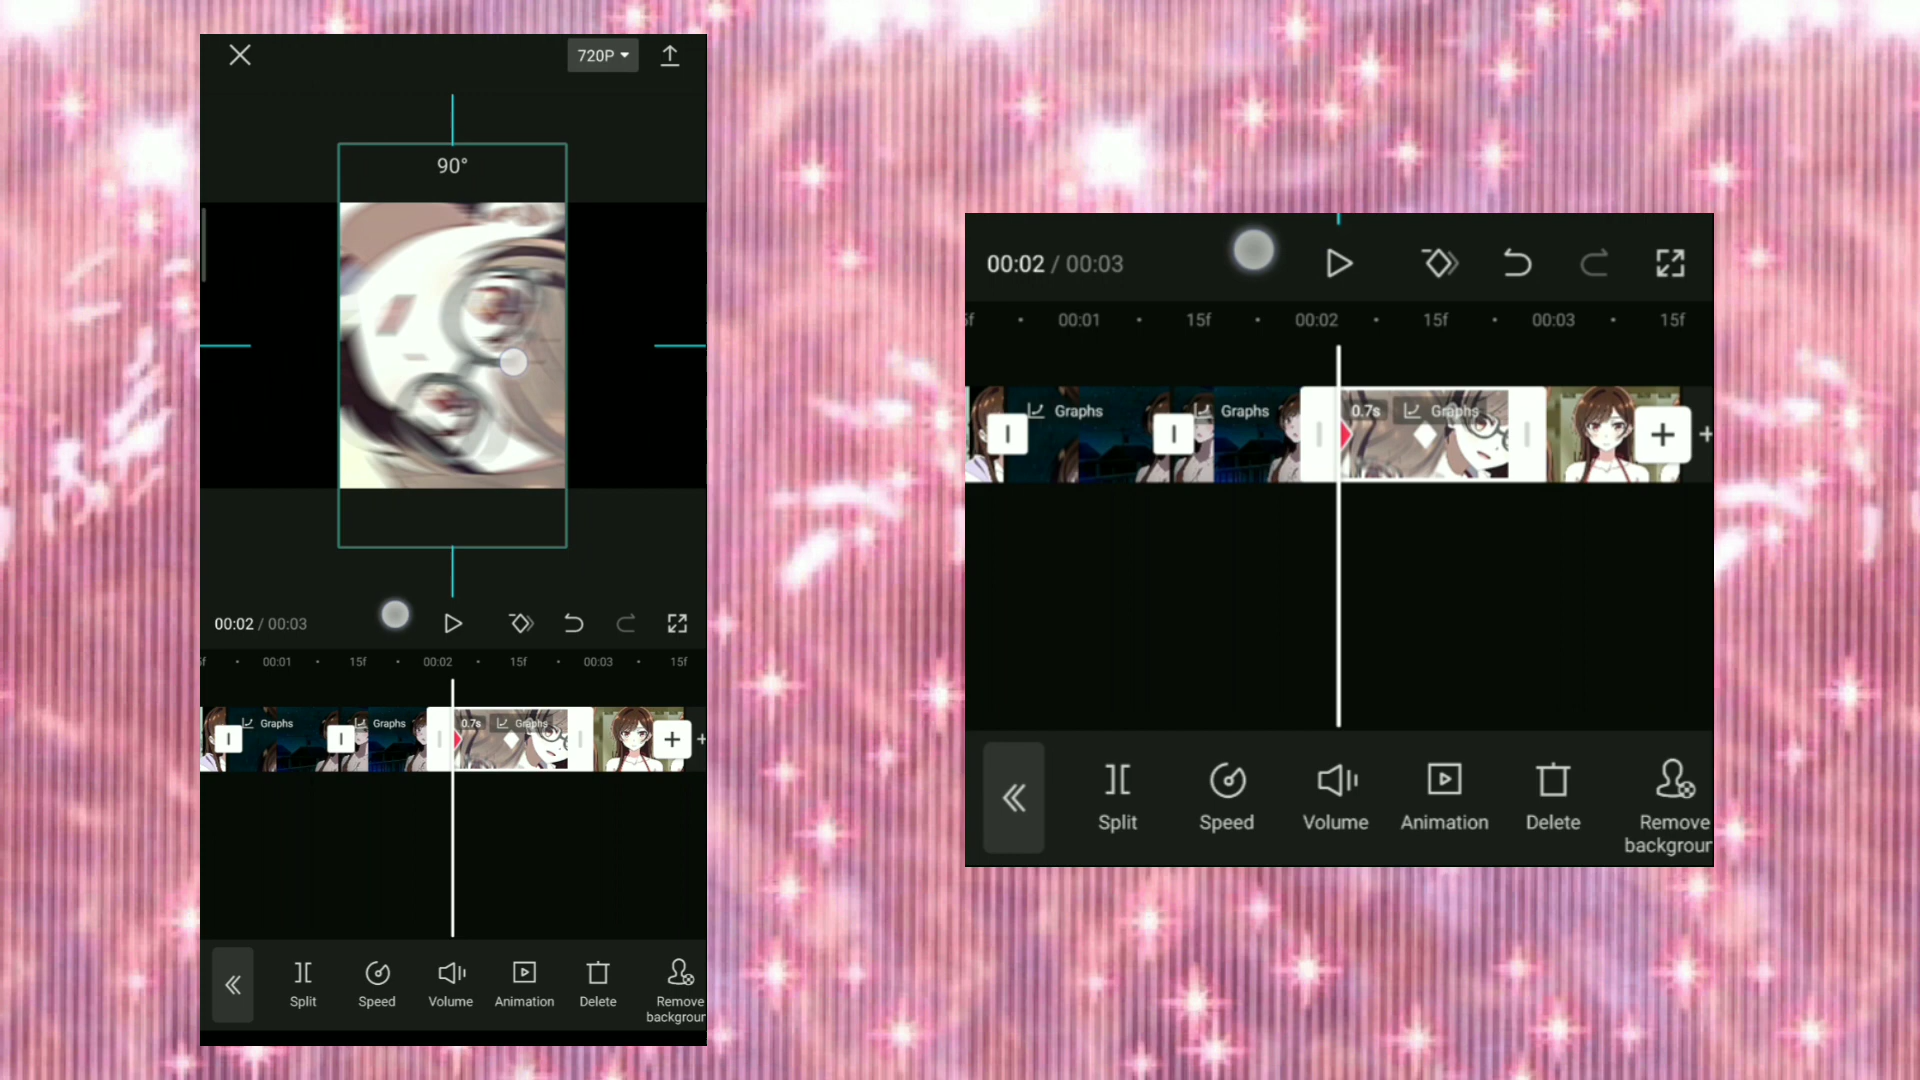 720P
90°
00:02 / 00:03
00:01 15f 00:02 15f 00:03 15f
Graphs Graphs 0.7s Graphs
Split Speed Volume Animation Delete Remove
00:02 / 00:03
00:01 15f 00:02 15f 00:03 15f
Graphs Graphs 0.7s Graphs
Split Speed Volume Animation Delete Remove